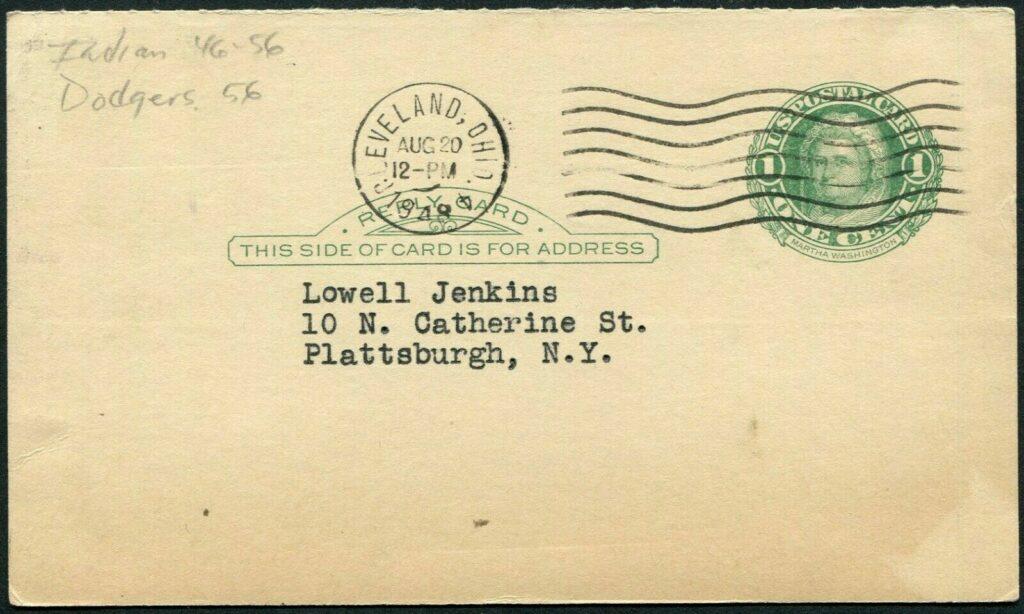 Indian 46-56
Dodgers 56
CLEVELAND, OHIO
AUG 20
12-PM
1948
U.S. POSTAL CARD
1 1
ONE CENT
MARTHA WASHINGTON
REPLY CARD
THIS SIDE OF CARD IS FOR ADDRESS
Lowell Jenkins
10 N. Catherine St.
Plattsburgh, N.Y.